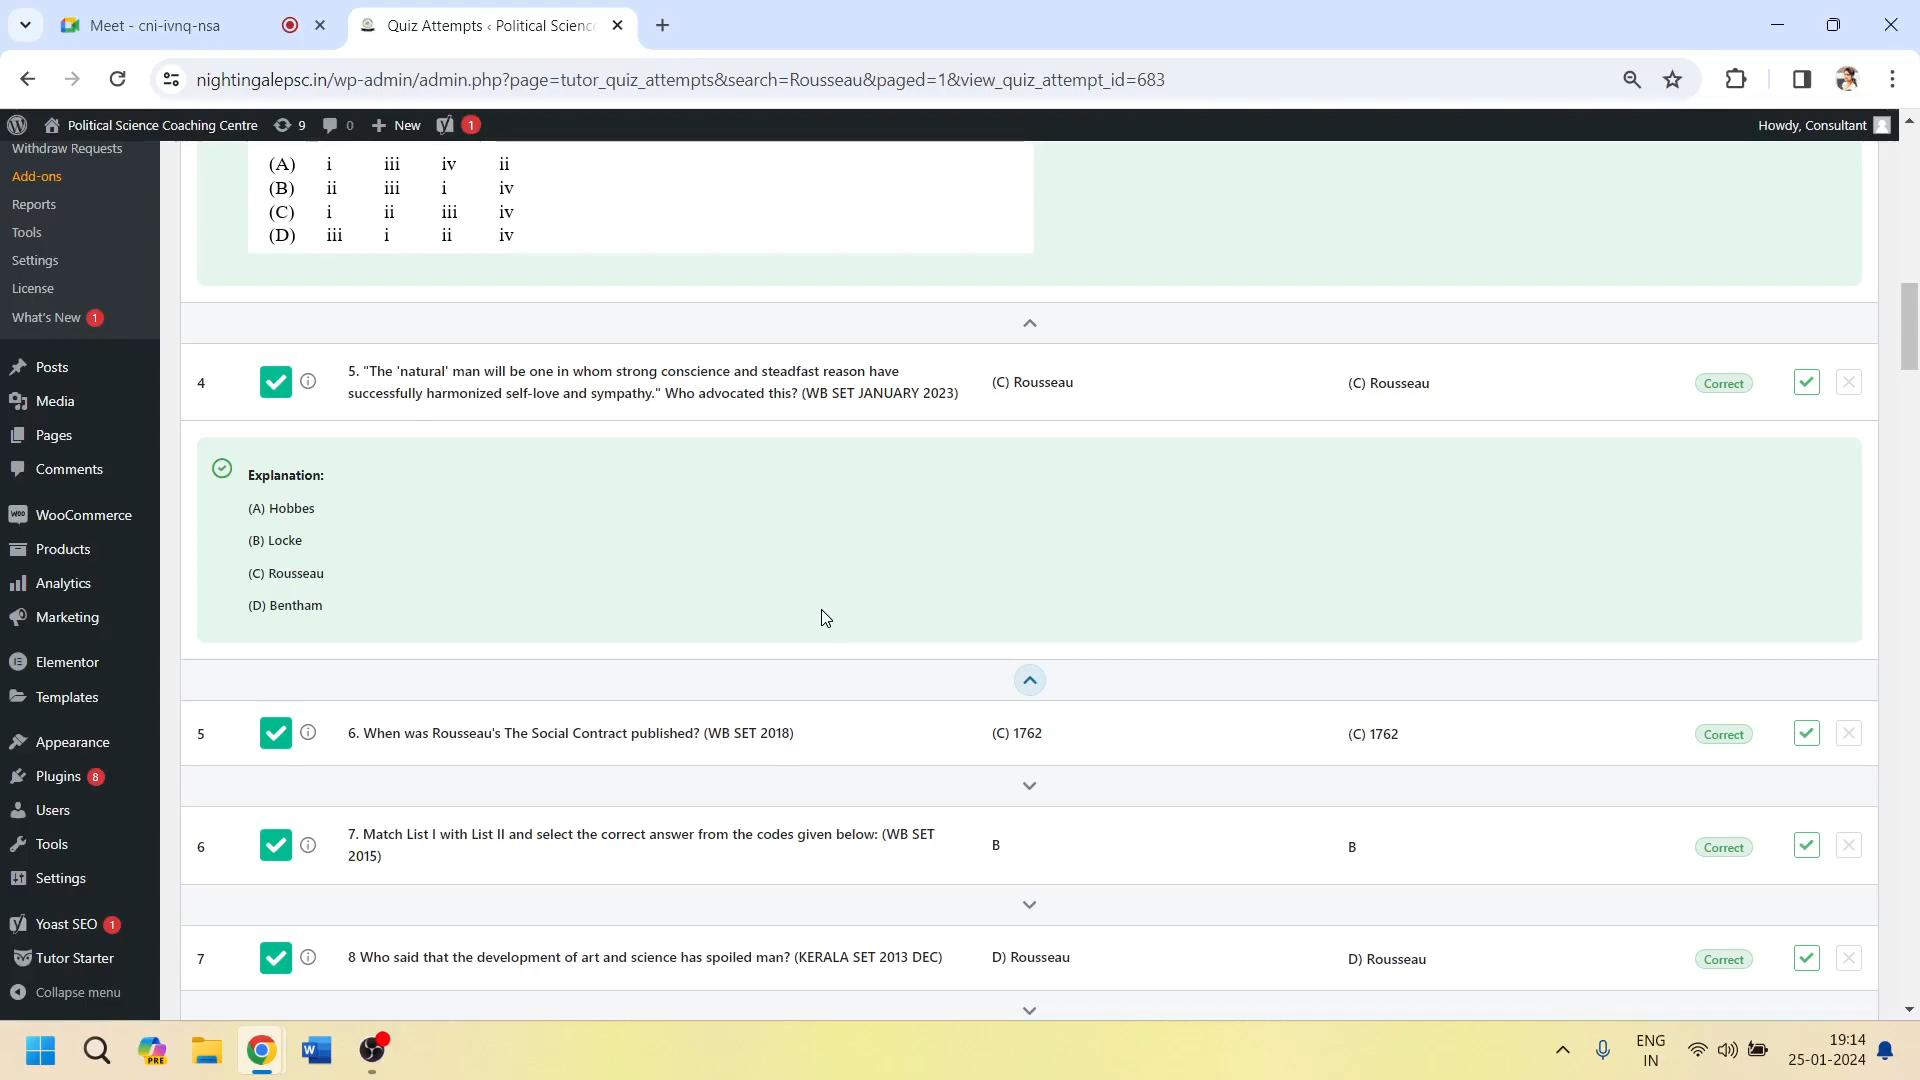 Meet - cni-ivnq-nsa
Quiz Attempts ‹ Political Science
nightingalepsc.in/wp-admin/admin.php?page=tutor_quiz_attempts&search=Rousseau&paged=1&view_quiz_attempt_id=683
Political Science Coaching Centre
9
0
New
1
Howdy, Consultant
Withdraw Requests
Add-ons
Reports
Tools
Settings
License
What's New 1
Posts
Media
Pages
Comments
WooCommerce
Products
Analytics
Marketing
Elementor
Templates
Appearance
Plugins 8
Users
Tools
Settings
Yoast SEO 1
Tutor Starter
Collapse menu
(A) i iii iv ii
(B) ii iii i iv
(C) i ii iii iv
(D) iii i ii iv
4
5. "The 'natural' man will be one in whom strong conscience and steadfast reason have
successfully harmonized self-love and sympathy." Who advocated this? (WB SET JANUARY 2023)
(C) Rousseau
(C) Rousseau
Correct
Explanation:
(A) Hobbes
(B) Locke
(C) Rousseau
(D) Bentham
5
6. When was Rousseau's The Social Contract published? (WB SET 2018)
(C) 1762
(C) 1762
Correct
6
7. Match List I with List II and select the correct answer from the codes given below: (WB SET
2015)
B
B
Correct
7
8 Who said that the development of art and science has spoiled man? (KERALA SET 2013 DEC)
D) Rousseau
D) Rousseau
Correct
WOO
PRE
W
ENG
IN
19:14
25-01-2024